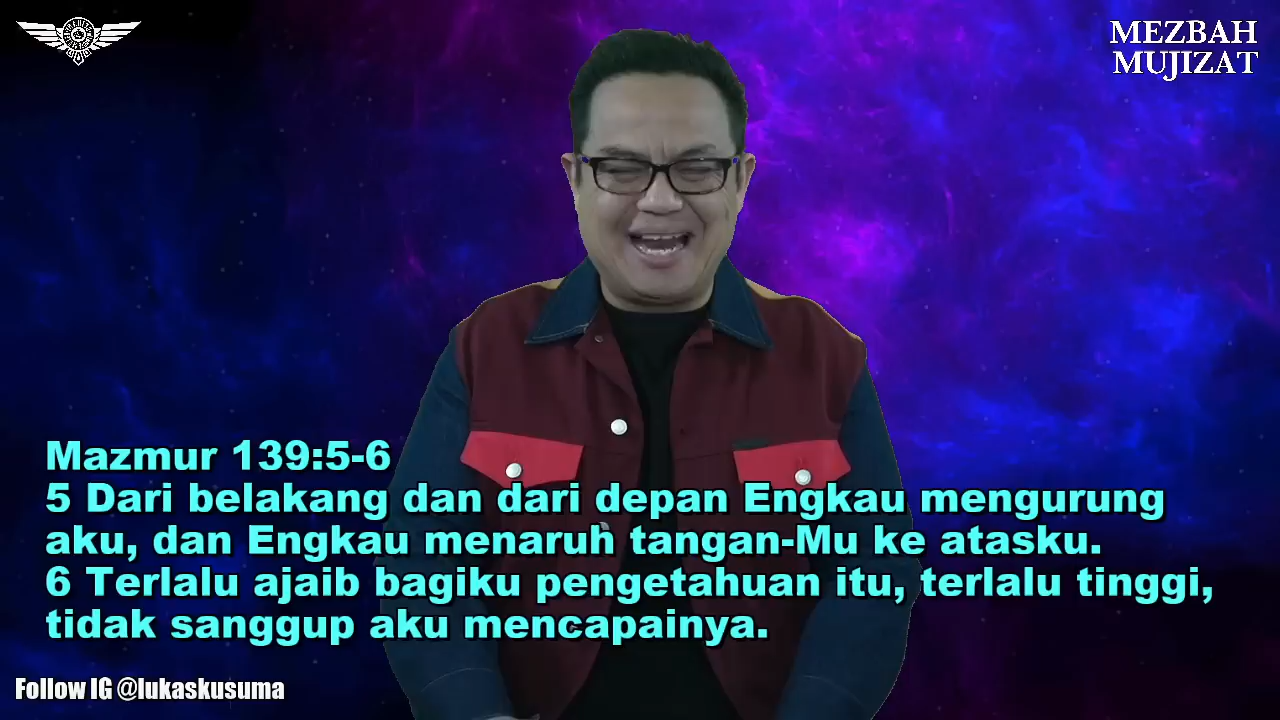 MEZBAH
MUJIZAT
Mazmur 139:5-6
5 Dari belakang dan dari depan Engkau mengurung
aku, dan Engkau menaruh tangan-Mu ke atasku.
6 Terlalu ajaib bagiku pengetahuan itu, terlalu tinggi,
tidak sanggup aku mencapainya.
Follow IG @lukaskusuma